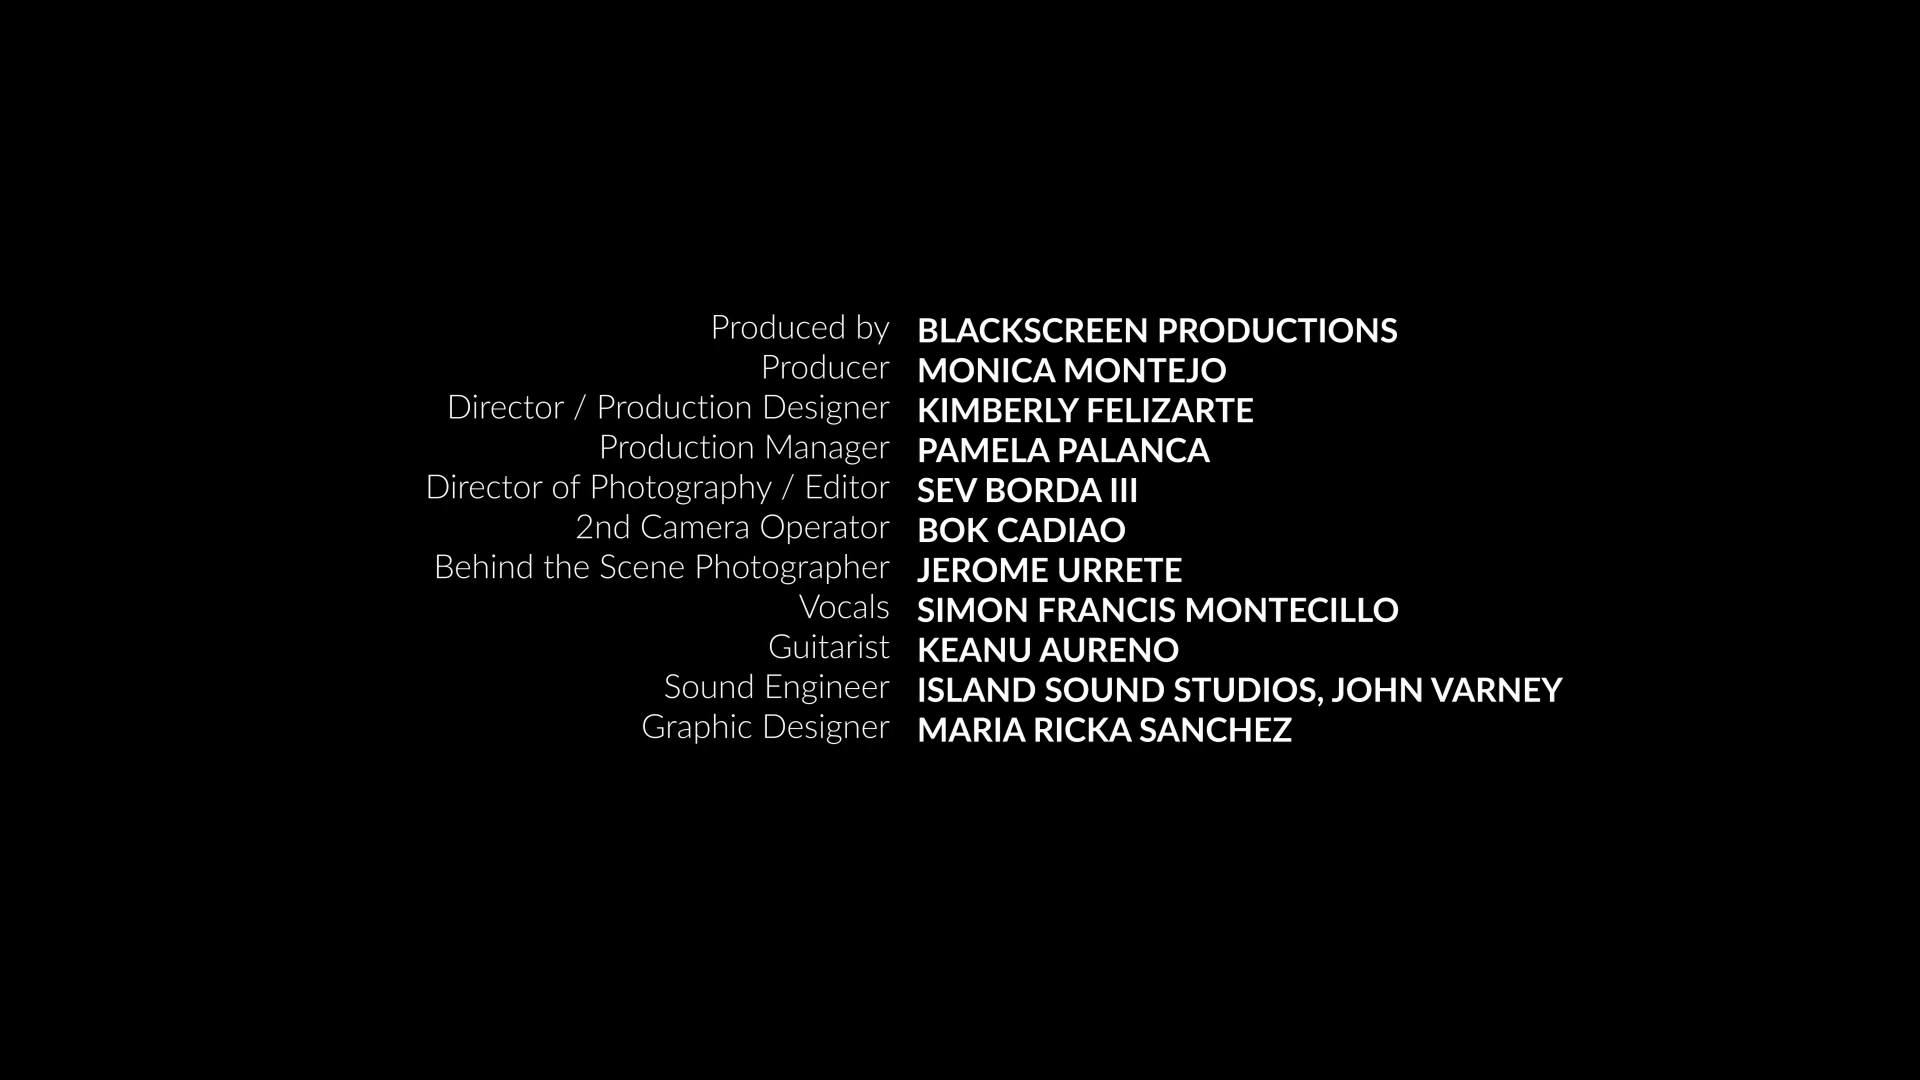 Produced by BLACKSCREEN PRODUCTIONS
Producer MONICA MONTEJO
Director / Production Designer KIMBERLY FELIZARTE
Production Manager PAMELA PALANCA
Director of Photography / Editor SEV BORDA III
2nd Camera Operator BOK CADIAO
Behind the Scene Photographer JEROME URRETE
Vocals SIMON FRANCIS MONTECILLO
Guitarist KEANU AURENO
Sound Engineer ISLAND SOUND STUDIOS, JOHN VARNEY
Graphic Designer MARIA RICKA SANCHEZ